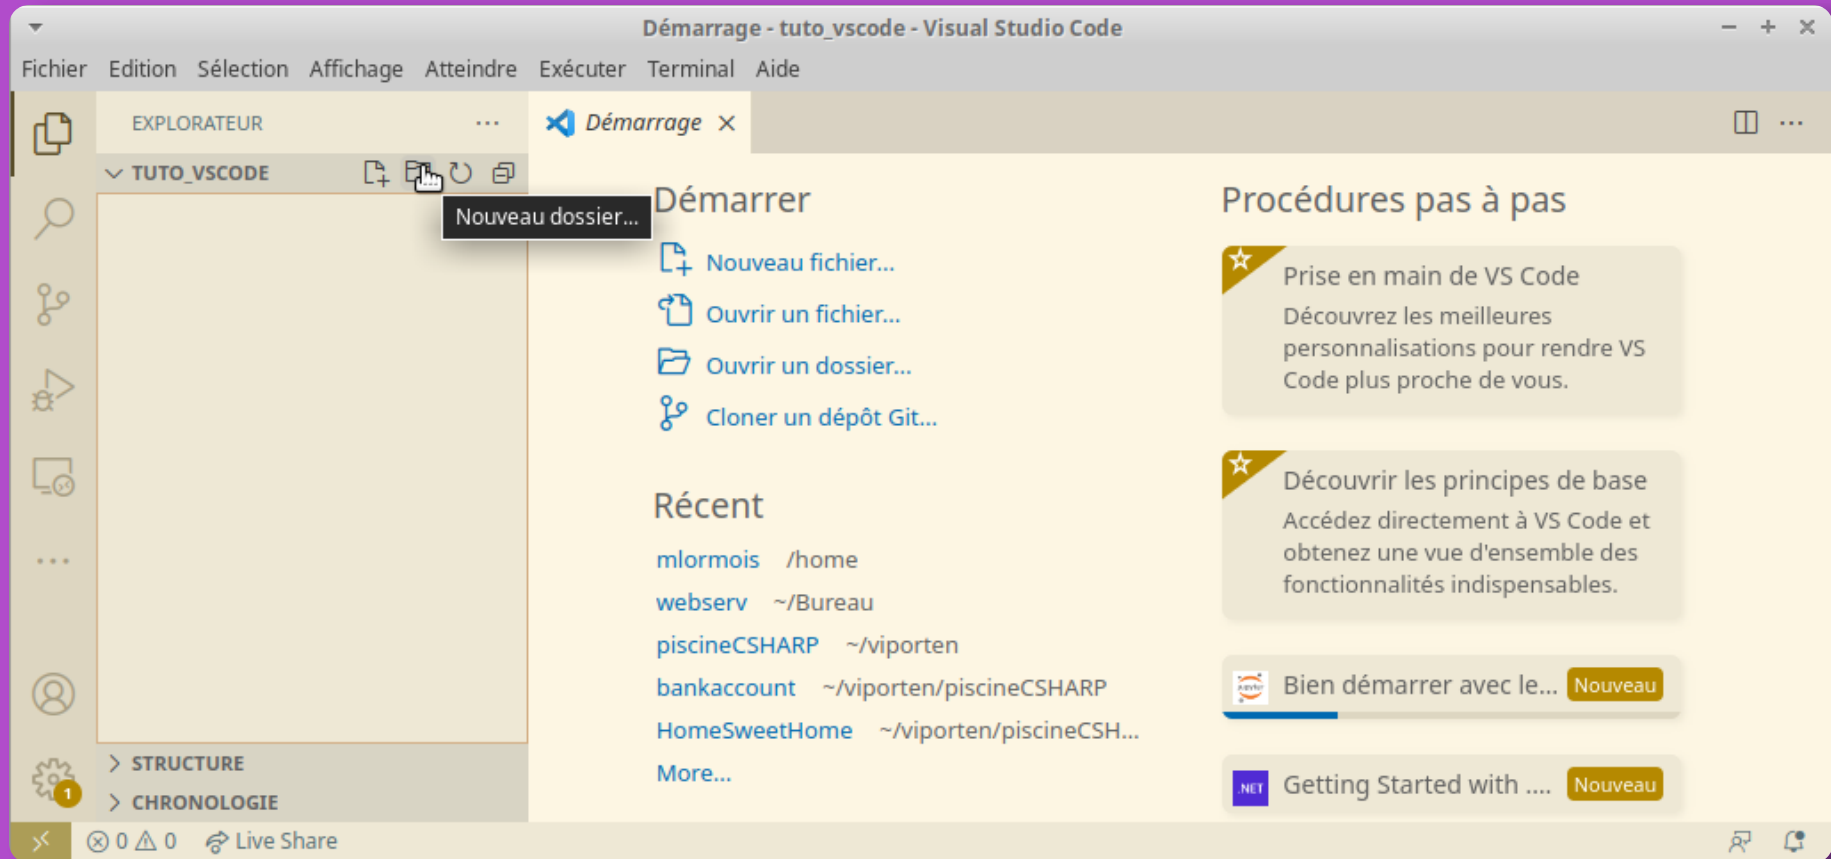 Démarrage - tuto_vscode - Visual Studio Code
Fichier Edition Sélection Affichage Atteindre Exécuter Terminal Aide
EXPLORATEUR
Démarrage
TUTO_VSCODE
Nouveau dossier...
Démarrer
Nouveau fichier...
Ouvrir un fichier...
Ouvrir un dossier...
Cloner un dépôt Git...
Récent
mlormois /home
webserv ~/Bureau
piscineCSHARP ~/viporten
bankaccount ~/viporten/piscineCSHARP
HomeSweetHome ~/viporten/piscineCSH...
More...
Procédures pas à pas
Prise en main de VS Code
Découvrez les meilleures
personnalisations pour rendre VS
Code plus proche de vous.
Découvrir les principes de base
Accédez directement à VS Code et
obtenez une vue d'ensemble des
fonctionnalités indispensables.
Bien démarrer avec le... Nouveau
.NET Getting Started with .... Nouveau
STRUCTURE
CHRONOLOGIE
1
0 0 Live Share